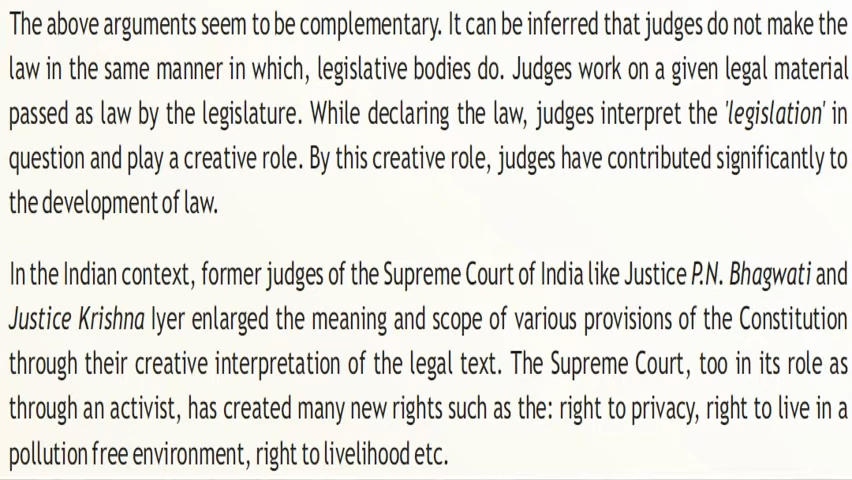 The above arguments seem to be complementary. It can be inferred that judges do not make the
law in the same manner in which, legislative bodies do. Judges work on a given legal material
passed as law by the legislature. While declaring the law, judges interpret the 'legislation' in
question and play a creative role. By this creative role, judges have contributed significantly to
the development of law.
In the Indian context, former judges of the Supreme Court of India like Justice P.N. Bhagwati and
Justice Krishna Iyer enlarged the meaning and scope of various provisions of the Constitution
through their creative interpretation of the legal text. The Supreme Court, too in its role as
through an activist, has created many new rights such as the: right to privacy, right to live in a
pollution free environment, right to livelihood etc.